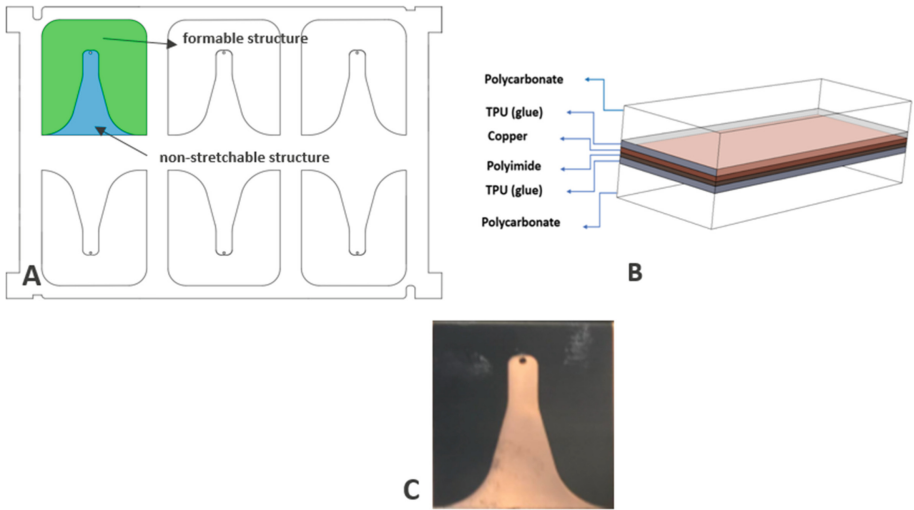 formable structure
non-stretchable structure
A
Polycarbonate
TPU (glue)
Copper
Polyimide
TPU (glue)
Polycarbonate
B
C